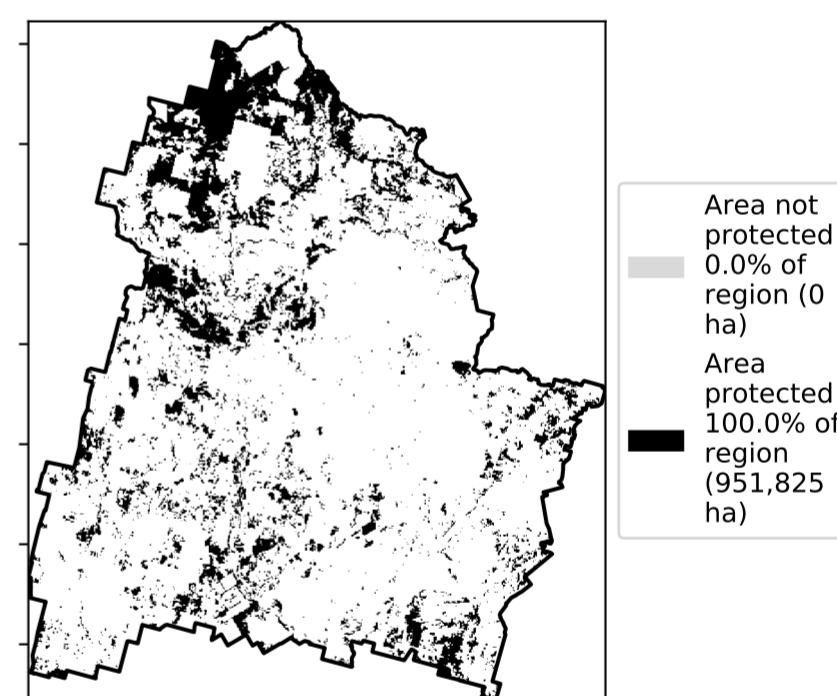 Area not
protected
0.0% of
region (0
ha)
Area
protected
100.0% of
region
(951,825
ha)